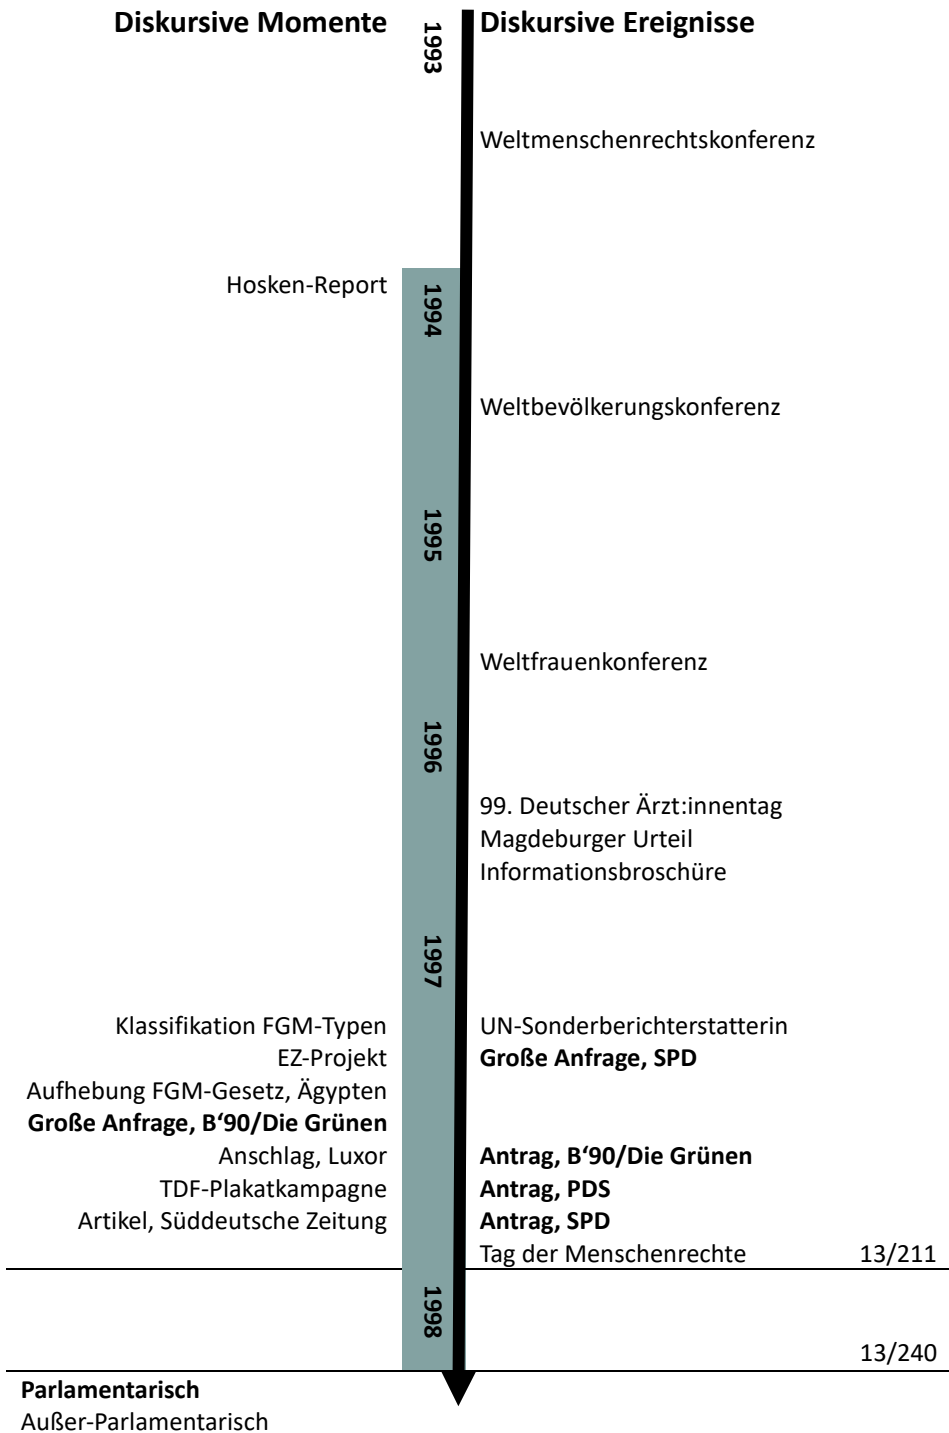 Diskursive Momente 1993 Diskursive Ereignisse
Weltmenschenrechtskonferenz
Hosken-Report 1994
Weltbevölkerungskonferenz
1995
Weltfrauenkonferenz
1996
99. Deutscher Ärzt:innentag
Magdeburger Urteil
Informationsbroschüre
1997
Klassifikation FGM-Typen UN-Sonderberichterstatterin
EZ-Projekt Große Anfrage, SPD
Aufhebung FGM-Gesetz, Ägypten
Große Anfrage, B‘90/Die Grünen
Anschlag, Luxor Antrag, B‘90/Die Grünen
TDF-Plakatkampagne Antrag, PDS
Artikel, Süddeutsche Zeitung Antrag, SPD
Tag der Menschenrechte 13/211
1998
13/240
Parlamentarisch
Außer-Parlamentarisch